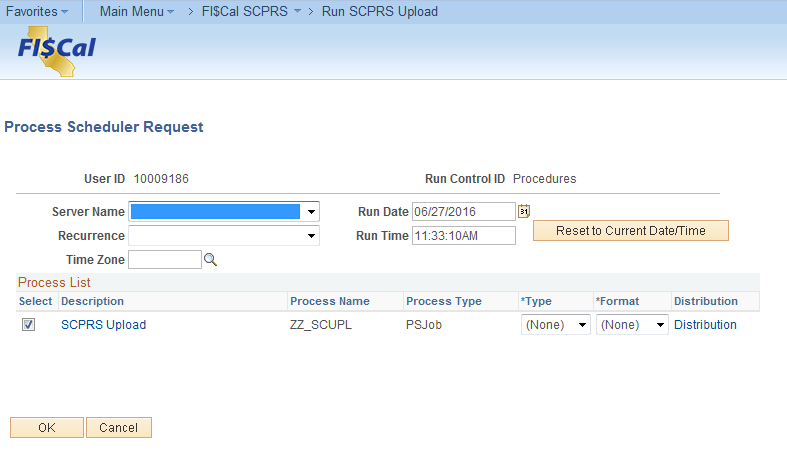 Favorites Main Menu > FI$Cal SCPRS > Run SCPRS Upload
FI$Cal
Process Scheduler Request
User ID 10009186 Run Control ID Procedures
Server Name Run Date 06/27/2016 31
Recurrence Run Time 11:33:10AM Reset to Current Date/Time
Time Zone
Process List
Select Description Process Name Process Type *Type *Format Distribution
SCPRS Upload ZZ_SCUPL PSJob (None) (None) Distribution
OK Cancel